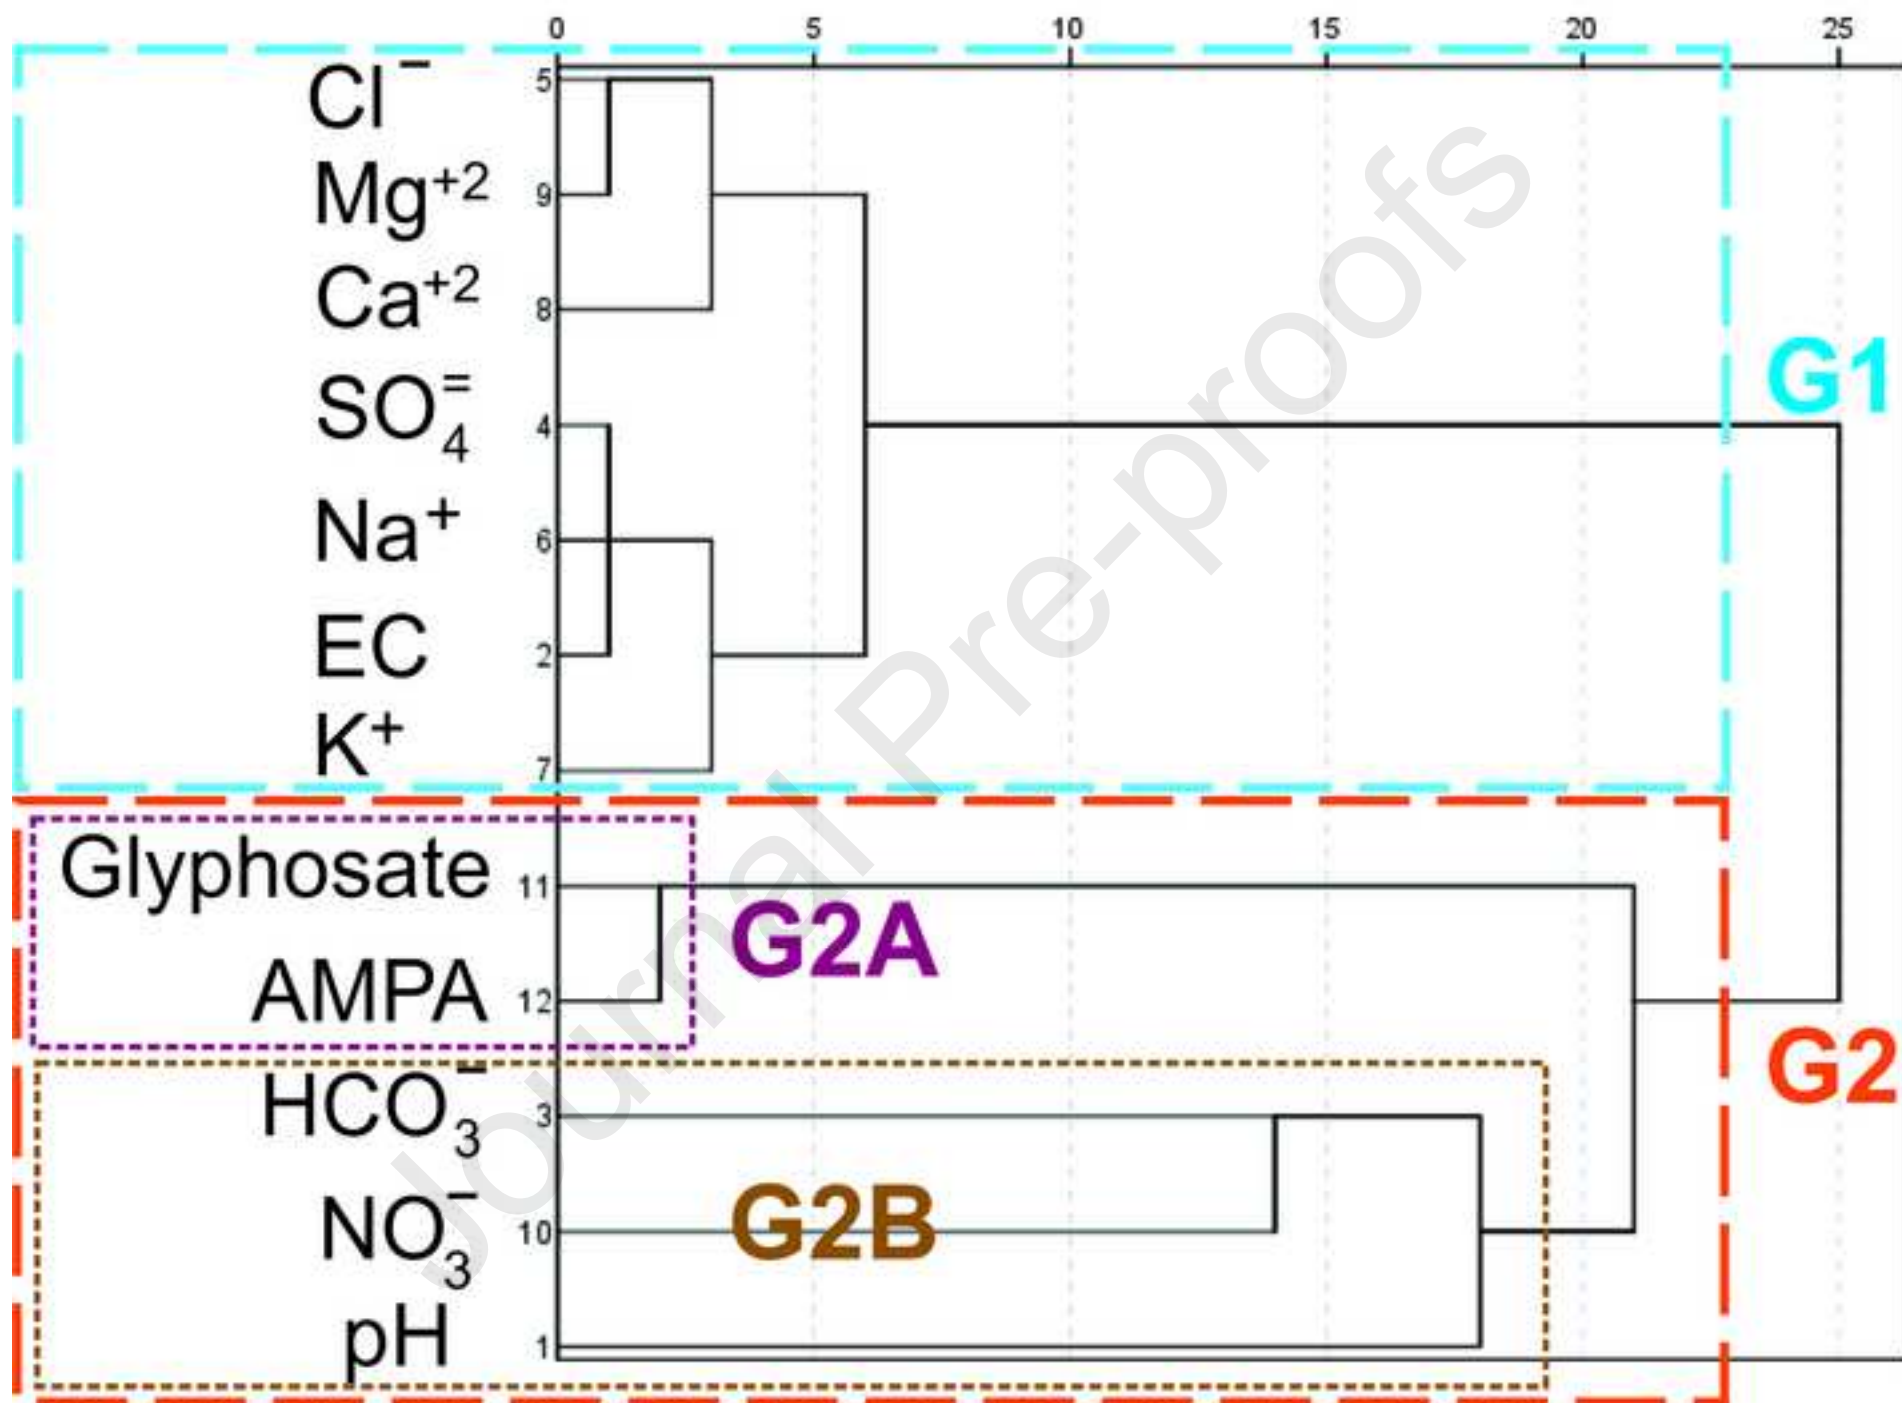 0 5 10 15 20 25
Cl⁻ 5
Mg⁺² 9
Ca⁺² 8
SO₄⁼ 4
Na⁺ 6
EC 2
K⁺ 7
G1
Glyphosate 11
G2A
AMPA 12
G2
HCO₃⁻ 3
NO₃⁻ 10
G2B
pH 1
Journal Pre-proofs